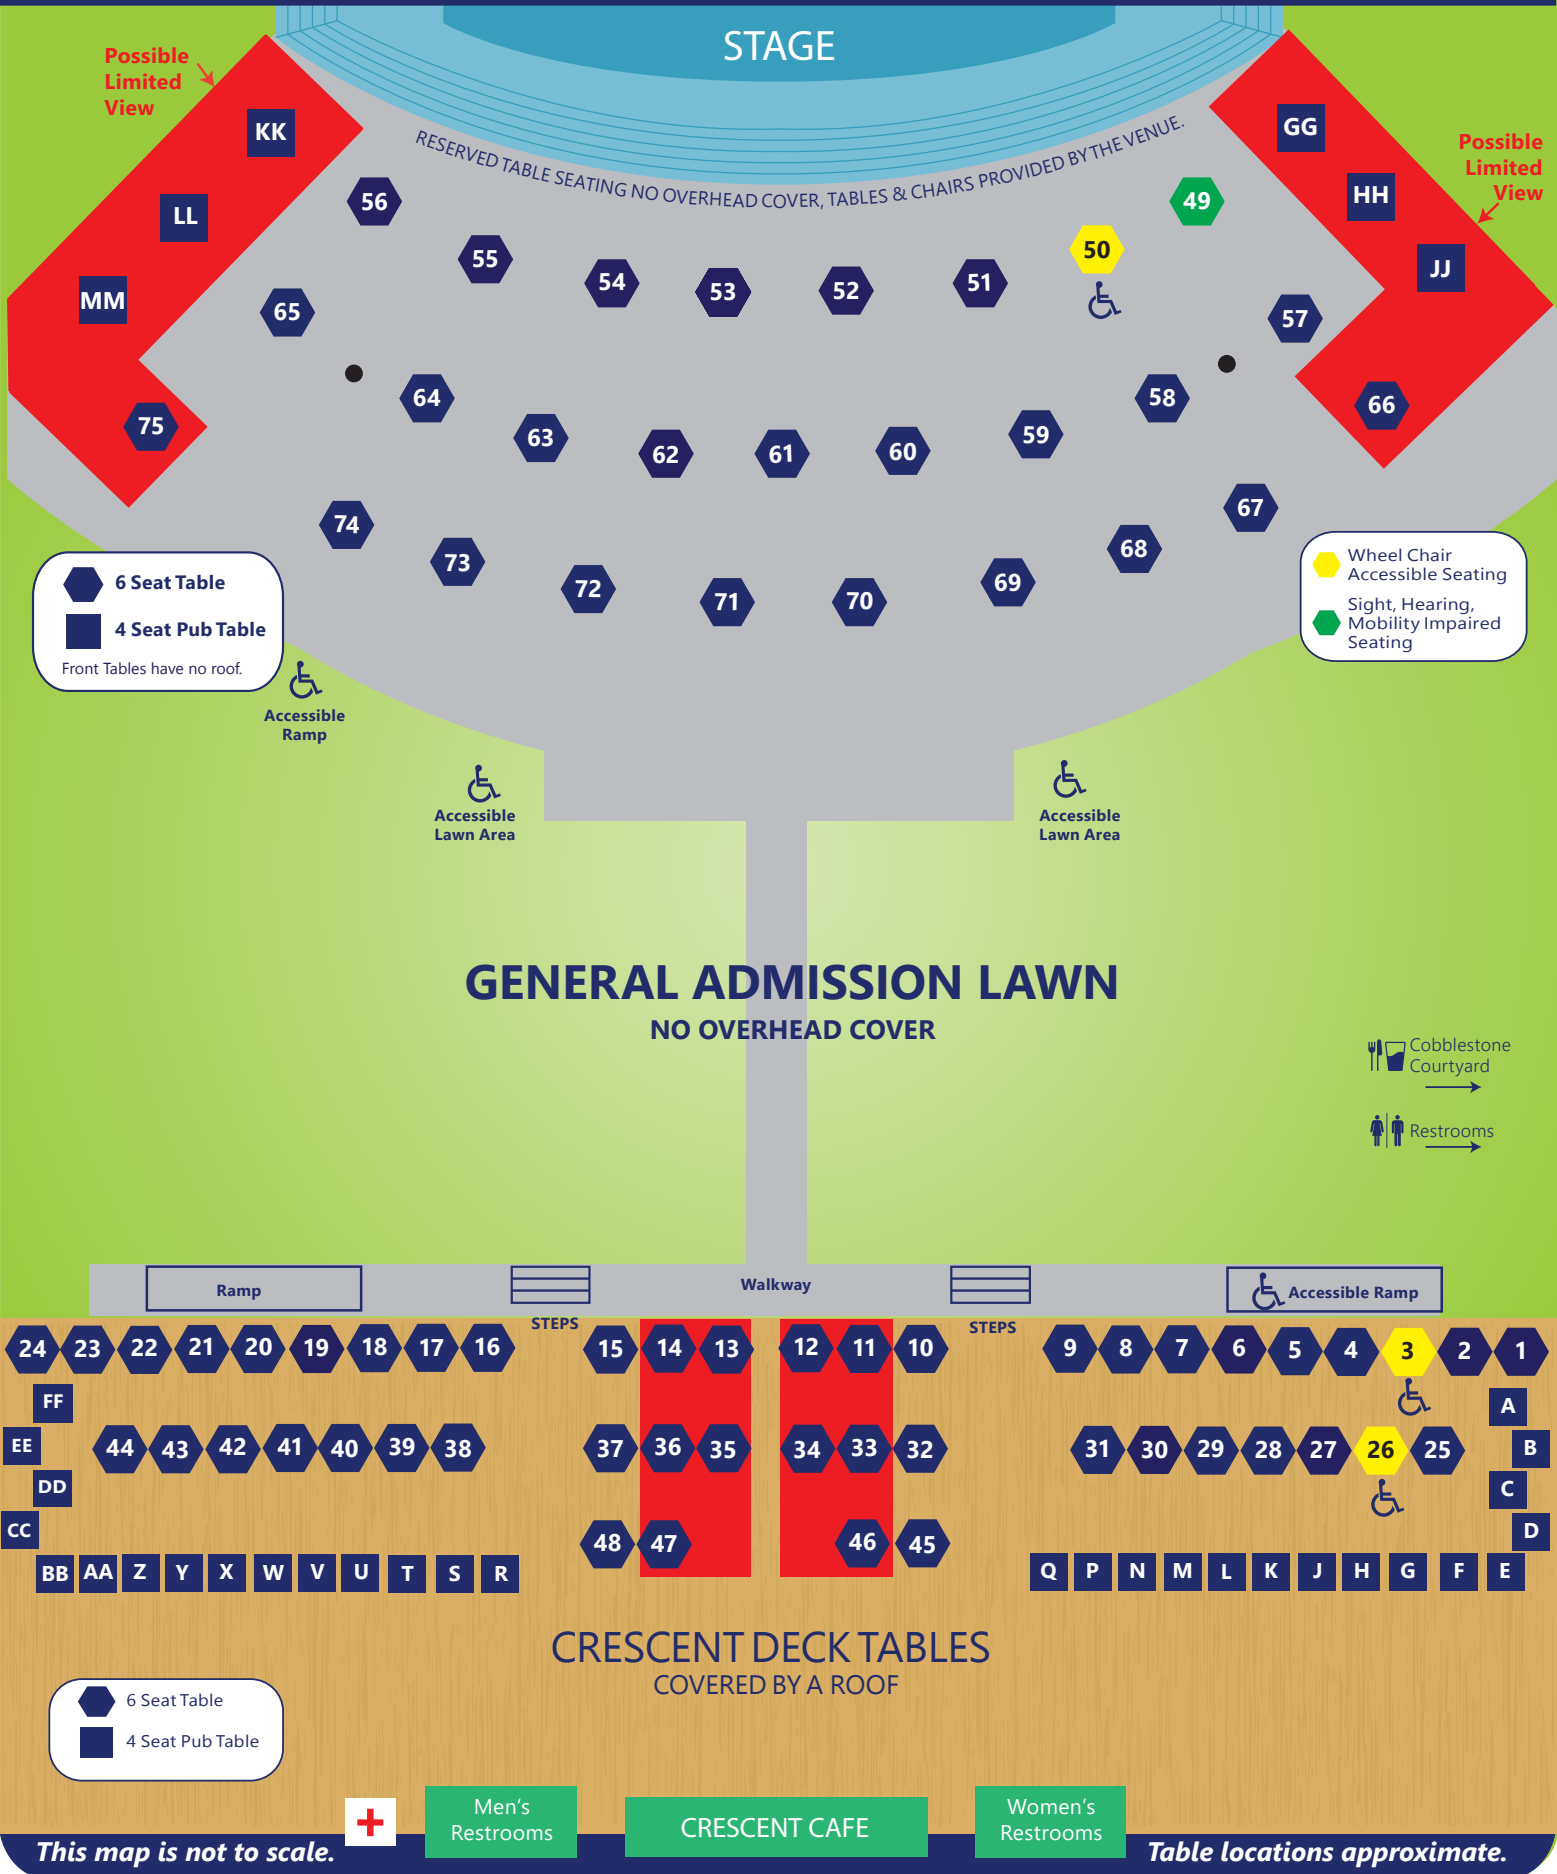 STAGE
Possible
Limited
View
RESERVED TABLE SEATING NO OVERHEAD COVER, TABLES & CHAIRS PROVIDED BY THE VENUE.
Possible
Limited
View
KK
LL
MM
GG
HH
JJ
56
55
54
53
52
51
50
49
65
64
63
62
61
60
59
58
57
75
74
73
72
71
70
69
68
67
66
6 Seat Table
4 Seat Pub Table
Front Tables have no roof.
Wheel Chair
Accessible Seating
Sight, Hearing,
Mobility Impaired
Seating
Accessible
Ramp
Accessible
Lawn Area
Accessible
Lawn Area
GENERAL ADMISSION LAWN
NO OVERHEAD COVER
Cobblestone
Courtyard
Restrooms
Ramp
Walkway
Accessible Ramp
STEPS
STEPS
24 23 22 21 20 19 18 17 16 15 14 13 12 11 10 9 8 7 6 5 4 3 2 1
FF
A
EE
44 43 42 41 40 39 38 37 36 35 34 33 32 31 30 29 28 27 26 25
B
DD
C
CC
48 47 46 45
D
BB AA Z Y X W V U T S R Q P N M L K J H G F E
CRESCENT DECK TABLES
COVERED BY A ROOF
6 Seat Table
4 Seat Pub Table
Men's
Restrooms
CRESCENT CAFE
Women's
Restrooms
This map is not to scale.
Table locations approximate.